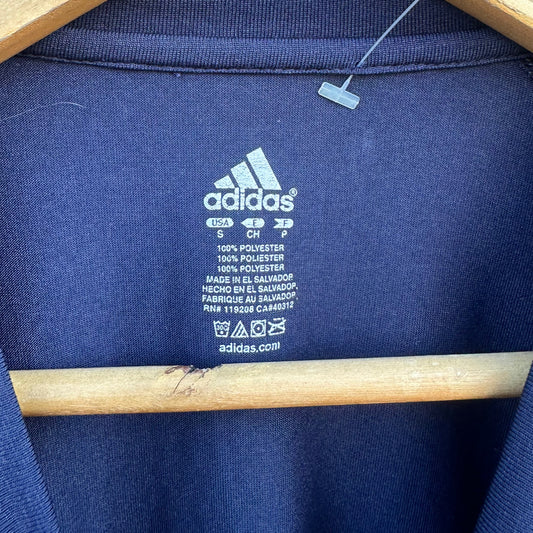 adidas®
USA E F
S CH P
100% POLYESTER
100% POLIESTER
100% POLYESTER
MADE IN EL SALVADOR
HECHO EN EL SALVADOR.
FABRIQUE AU SALVADOR.
RN# 119208 CA#40312
adidas.com